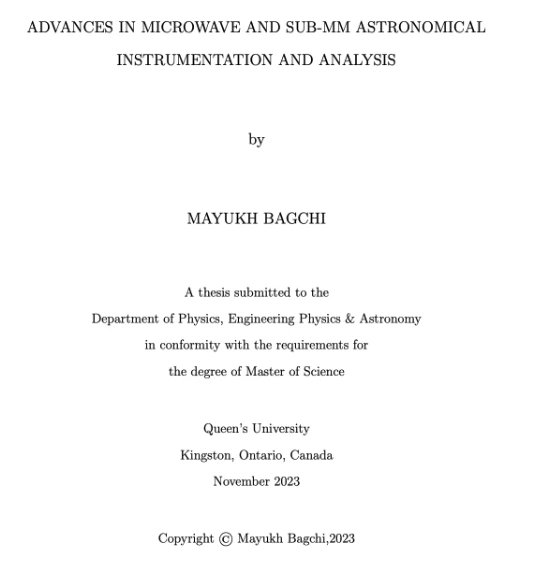 ADVANCES IN MICROWAVE AND SUB-MM ASTRONOMICAL
INSTRUMENTATION AND ANALYSIS
by
MAYUKH BAGCHI
A thesis submitted to the
Department of Physics, Engineering Physics & Astronomy
in conformity with the requirements for
the degree of Master of Science
Queen's University
Kingston, Ontario, Canada
November 2023
Copyright © Mayukh Bagchi,2023